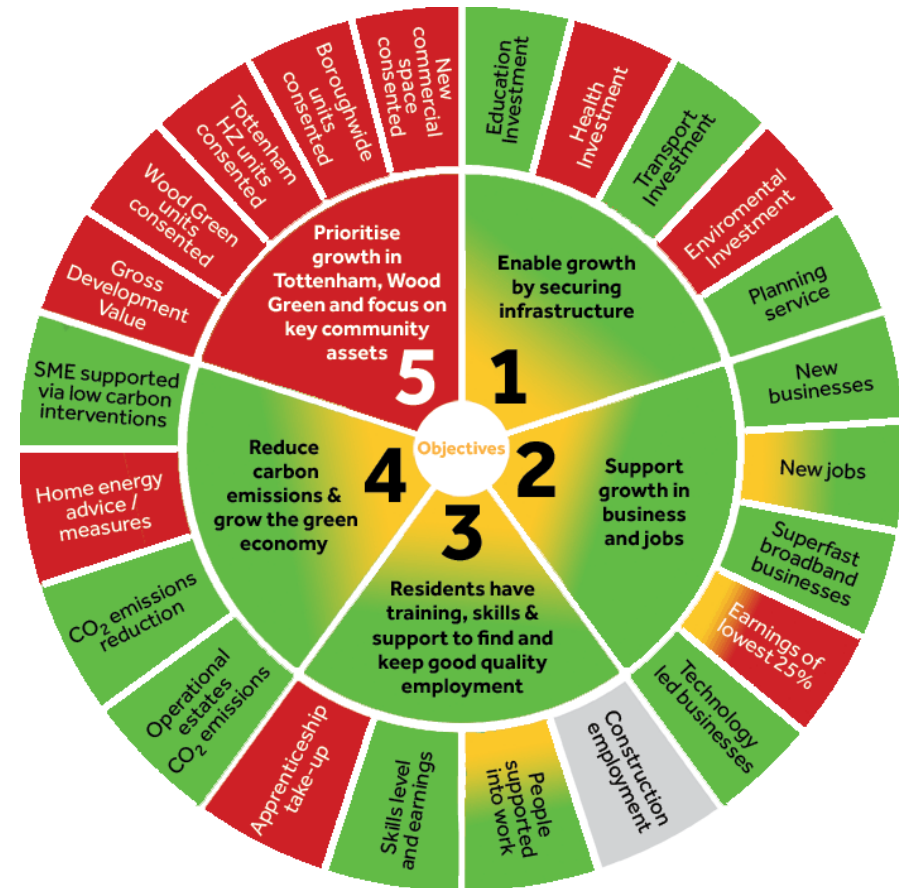 Education
Investment
Health
Investment
Transport
Investment
Enviromental
Investment
Planning
service
New
businesses
New jobs
Superfast
broadband
businesses
Earnings of
lowest 25%
Technology
led businesses
Construction
employment
People
supported
into work
Skills level
and earnings
Apprenticeship
take-up
Operational
estates
CO₂ emissions
CO₂ emissions
reduction
Home energy
advice /
measures
SME supported
via low carbon
interventions
Gross
Development
Value
Wood Green
units
consented
Tottenham
HZ units
consented
Boroughwide
units
consented
New
commercial
space
consented
Enable growth
by securing
infrastructure
1
2
Support
growth in
business
and jobs
3
Residents have
training, skills &
support to find and
keep good quality
employment
4
Reduce
carbon
emissions &
grow the green
economy
Prioritise
growth in
Tottenham, Wood
Green and focus on
key community
assets
5
Objectives